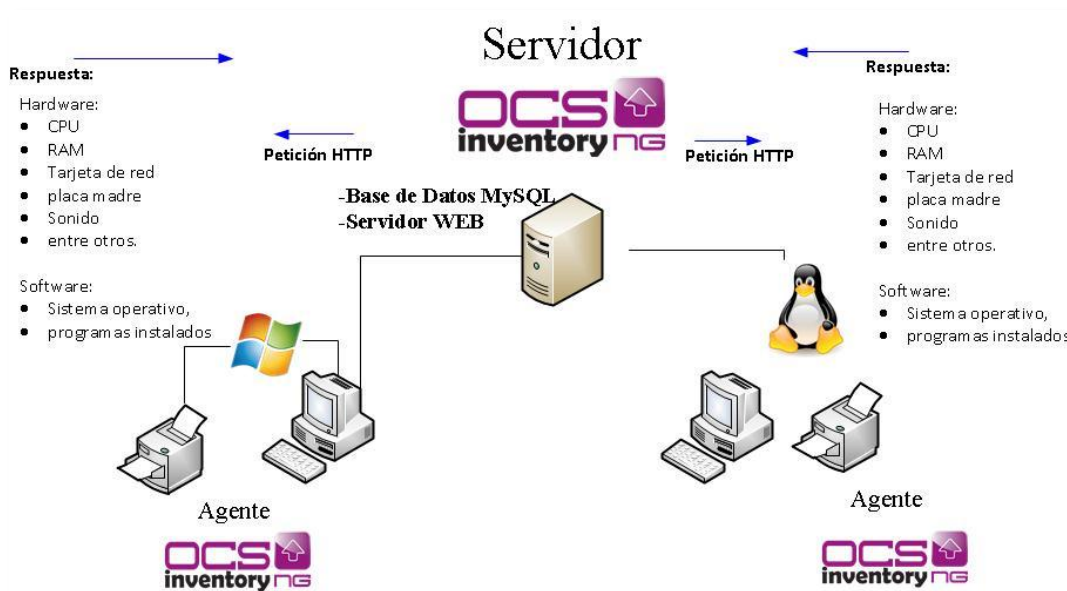 Servidor
OCS
inventory NG
Respuesta:
Hardware:
• CPU
• RAM
• Tarjeta de red
• placa madre
• Sonido
• entre otros.
Software:
• Sistema operativo,
• programas instalados
Petición HTTP
-Base de Datos MySQL
-Servidor WEB
Petición HTTP
Respuesta:
Hardware:
• CPU
• RAM
• Tarjeta de red
• placa madre
• Sonido
• entre otros.
Software:
• Sistema operativo,
• programas instalados
Agente
OCS
inventory NG
Agente
OCS
inventory NG